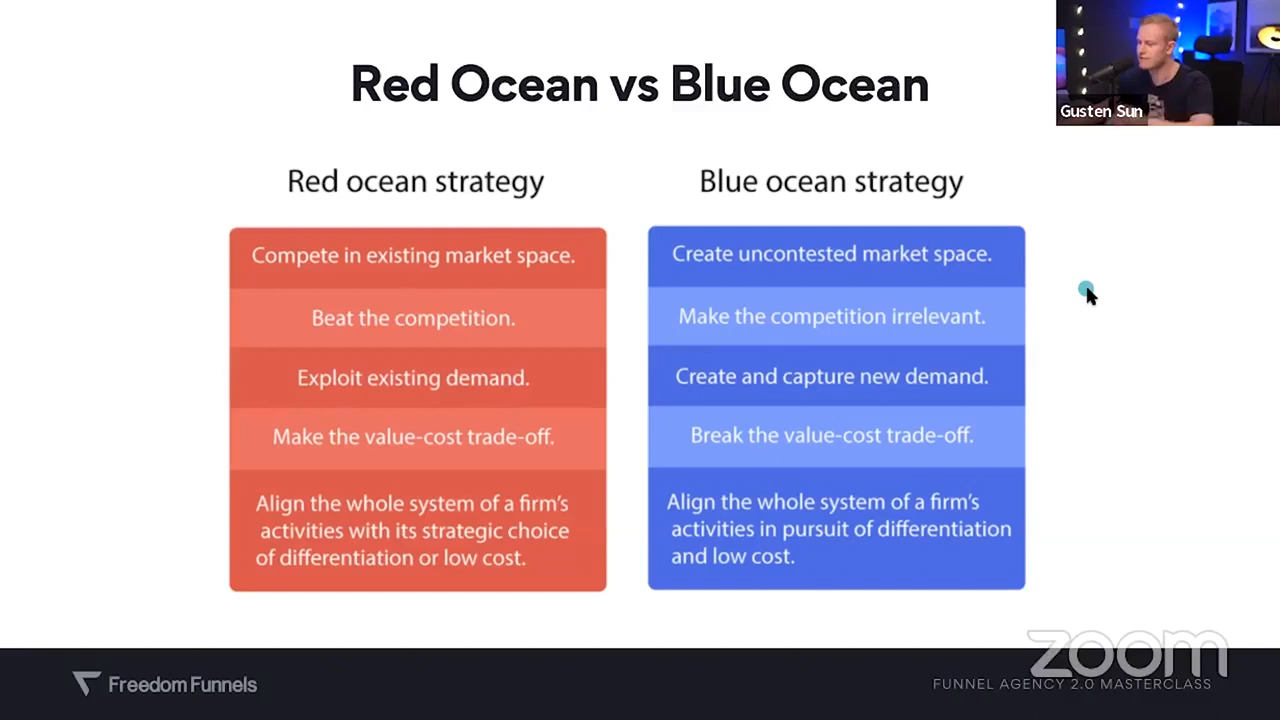 Red Ocean vs Blue Ocean
Gusten Sun
Red ocean strategy
Compete in existing market space.
Beat the competition.
Exploit existing demand.
Make the value-cost trade-off.
Align the whole system of a firm's
activities with its strategic choice
of differentiation or low cost.
Blue ocean strategy
Create uncontested market space.
Make the competition irrelevant.
Create and capture new demand.
Break the value-cost trade-off.
Align the whole system of a firm's
activities in pursuit of differentiation
and low cost.
zoom
Freedom Funnels
FUNNEL AGENCY 2.0 MASTERCLASS